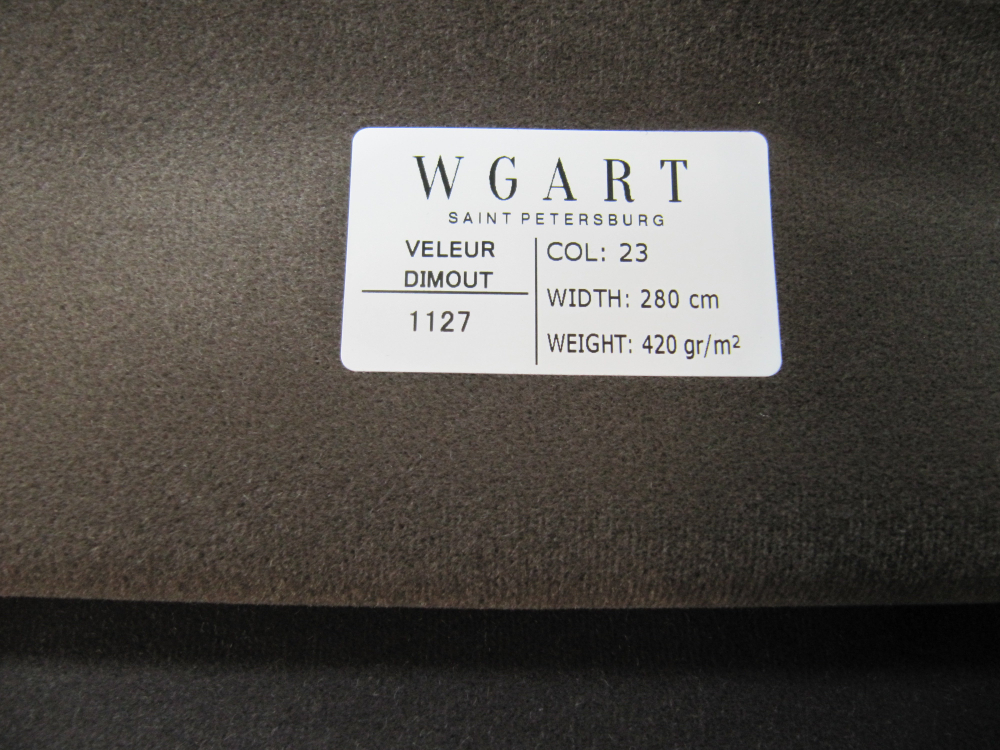 WGART
SAINT PETERSBURG
VELEUR
DIMOUT
1127
COL: 23
WIDTH: 280 cm
WEIGHT: 420 gr/m²